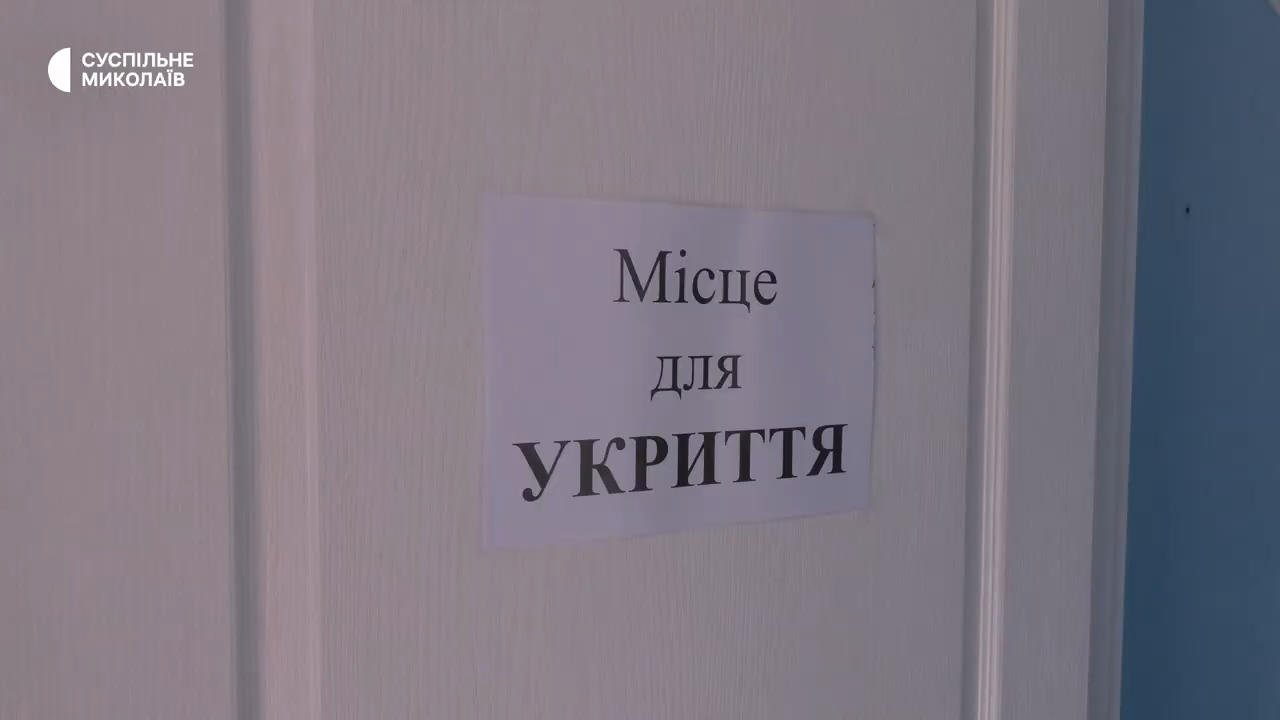 СУСПІЛЬНЕ
МИКОЛАЇВ
Місце
для
УКРИТТЯ